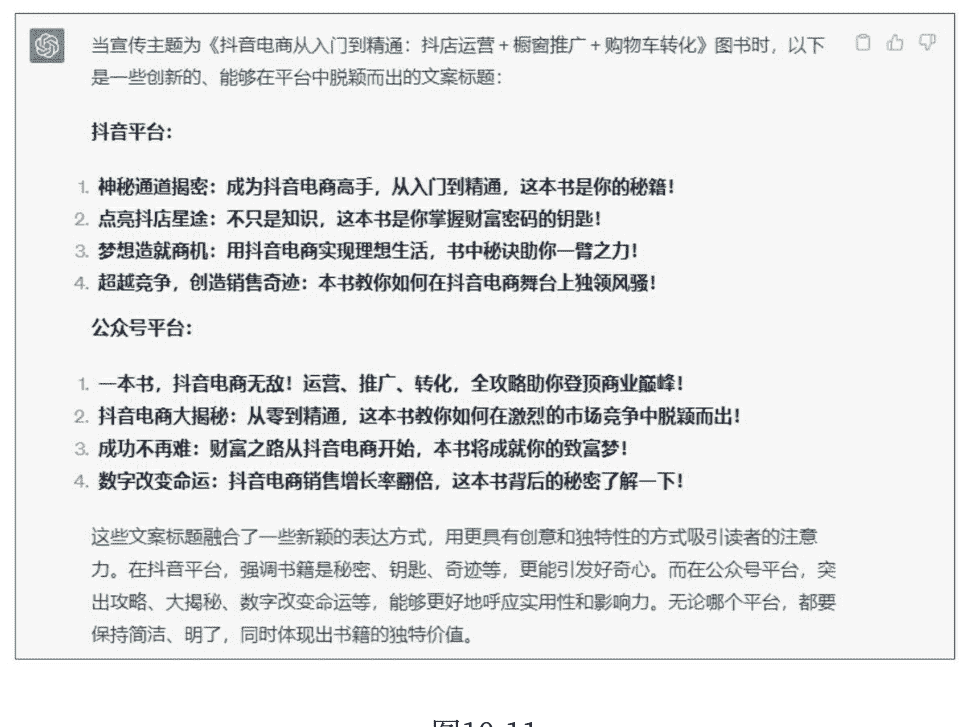 当宣传主题为《抖音电商从入门到精通：抖店运营+橱窗推广+购物车转化》图书时，以下
是一些创新的、能够在平台中脱颖而出的文案标题：
抖音平台：
1. 神秘通道揭密：成为抖音电商高手，从入门到精通，这本书是你的秘籍！
2. 点亮抖店星途：不只是知识，这本书是你掌握财富密码的钥匙！
3. 梦想造就商机：用抖音电商实现理想生活，书中秘诀助你一臂之力！
4. 超越竞争，创造销售奇迹：本书教你如何在抖音电商舞台上独领风骚！
公众号平台：
1. 一本书，抖音电商无敌！运营、推广、转化，全攻略助你登顶商业巅峰！
2. 抖音电商大揭秘：从零到精通，这本书教你如何在激烈的市场竞争中脱颖而出！
3. 成功不再难：财富之路从抖音电商开始，本书将成就你的致富梦！
4. 数字改变命运：抖音电商销售增长率翻倍，这本书背后的秘密了解一下！
这些文案标题融合了一些新颖的表达方式，用更具有创意和独特性的方式吸引读者的注意
力。在抖音平台，强调书籍是秘密、钥匙、奇迹等，更能引发好奇心。而在公众号平台，突
出攻略、大揭秘、数字改变命运等，能够更好地呼应实用性和影响力。无论哪个平台，都要
保持简洁、明了，同时体现出书籍的独特价值。
图10-11